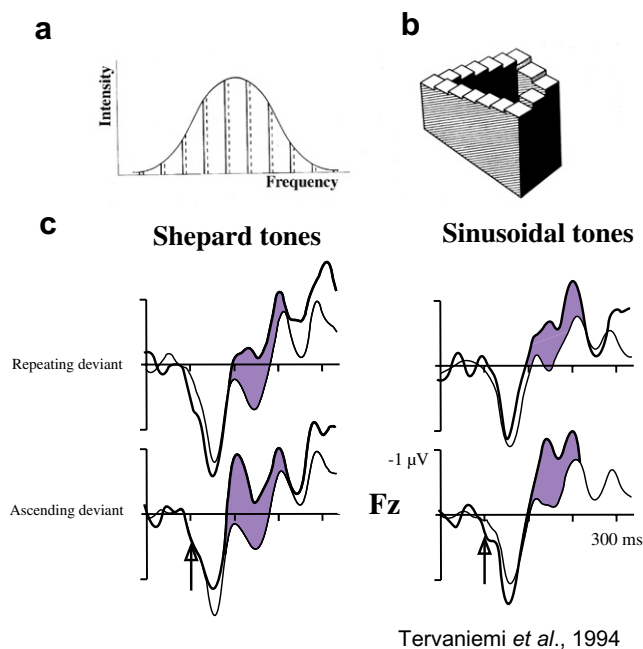 a
b
Intensity
Frequency
c
Shepard tones
Sinusoidal tones
Repeating deviant
Ascending deviant
-1 µV
Fz
300 ms
Tervaniemi et al., 1994